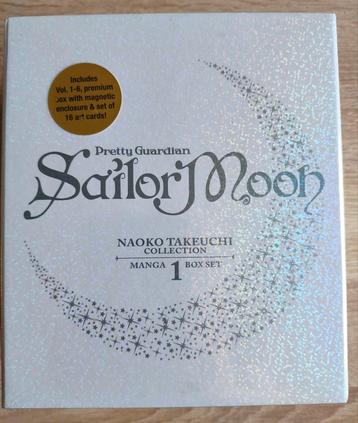 Includes
Vol. 1-6, premium
box with magnetic
enclosure & set of
16 art cards!
Pretty Guardian
Sailor Moon
NAOKO TAKEUCHI
COLLECTION
MANGA 1 BOX SET